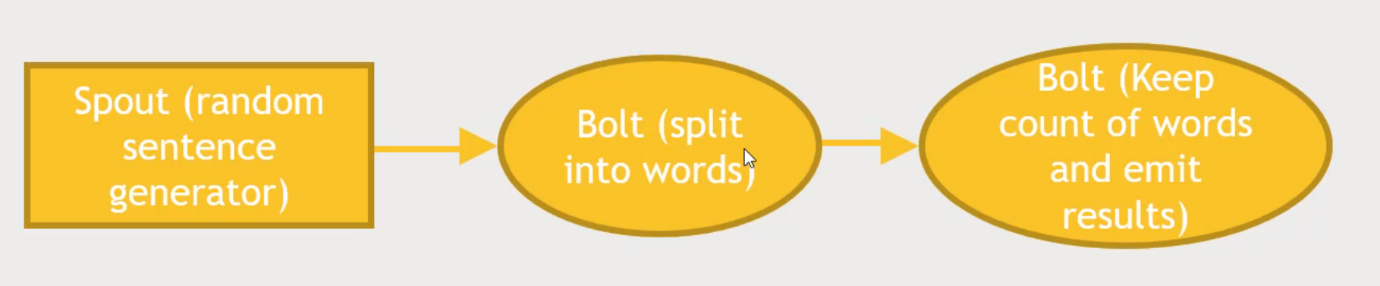 Spout (random
sentence
generator)
Bolt (split
into words)
Bolt (Keep
count of words
and emit
results)